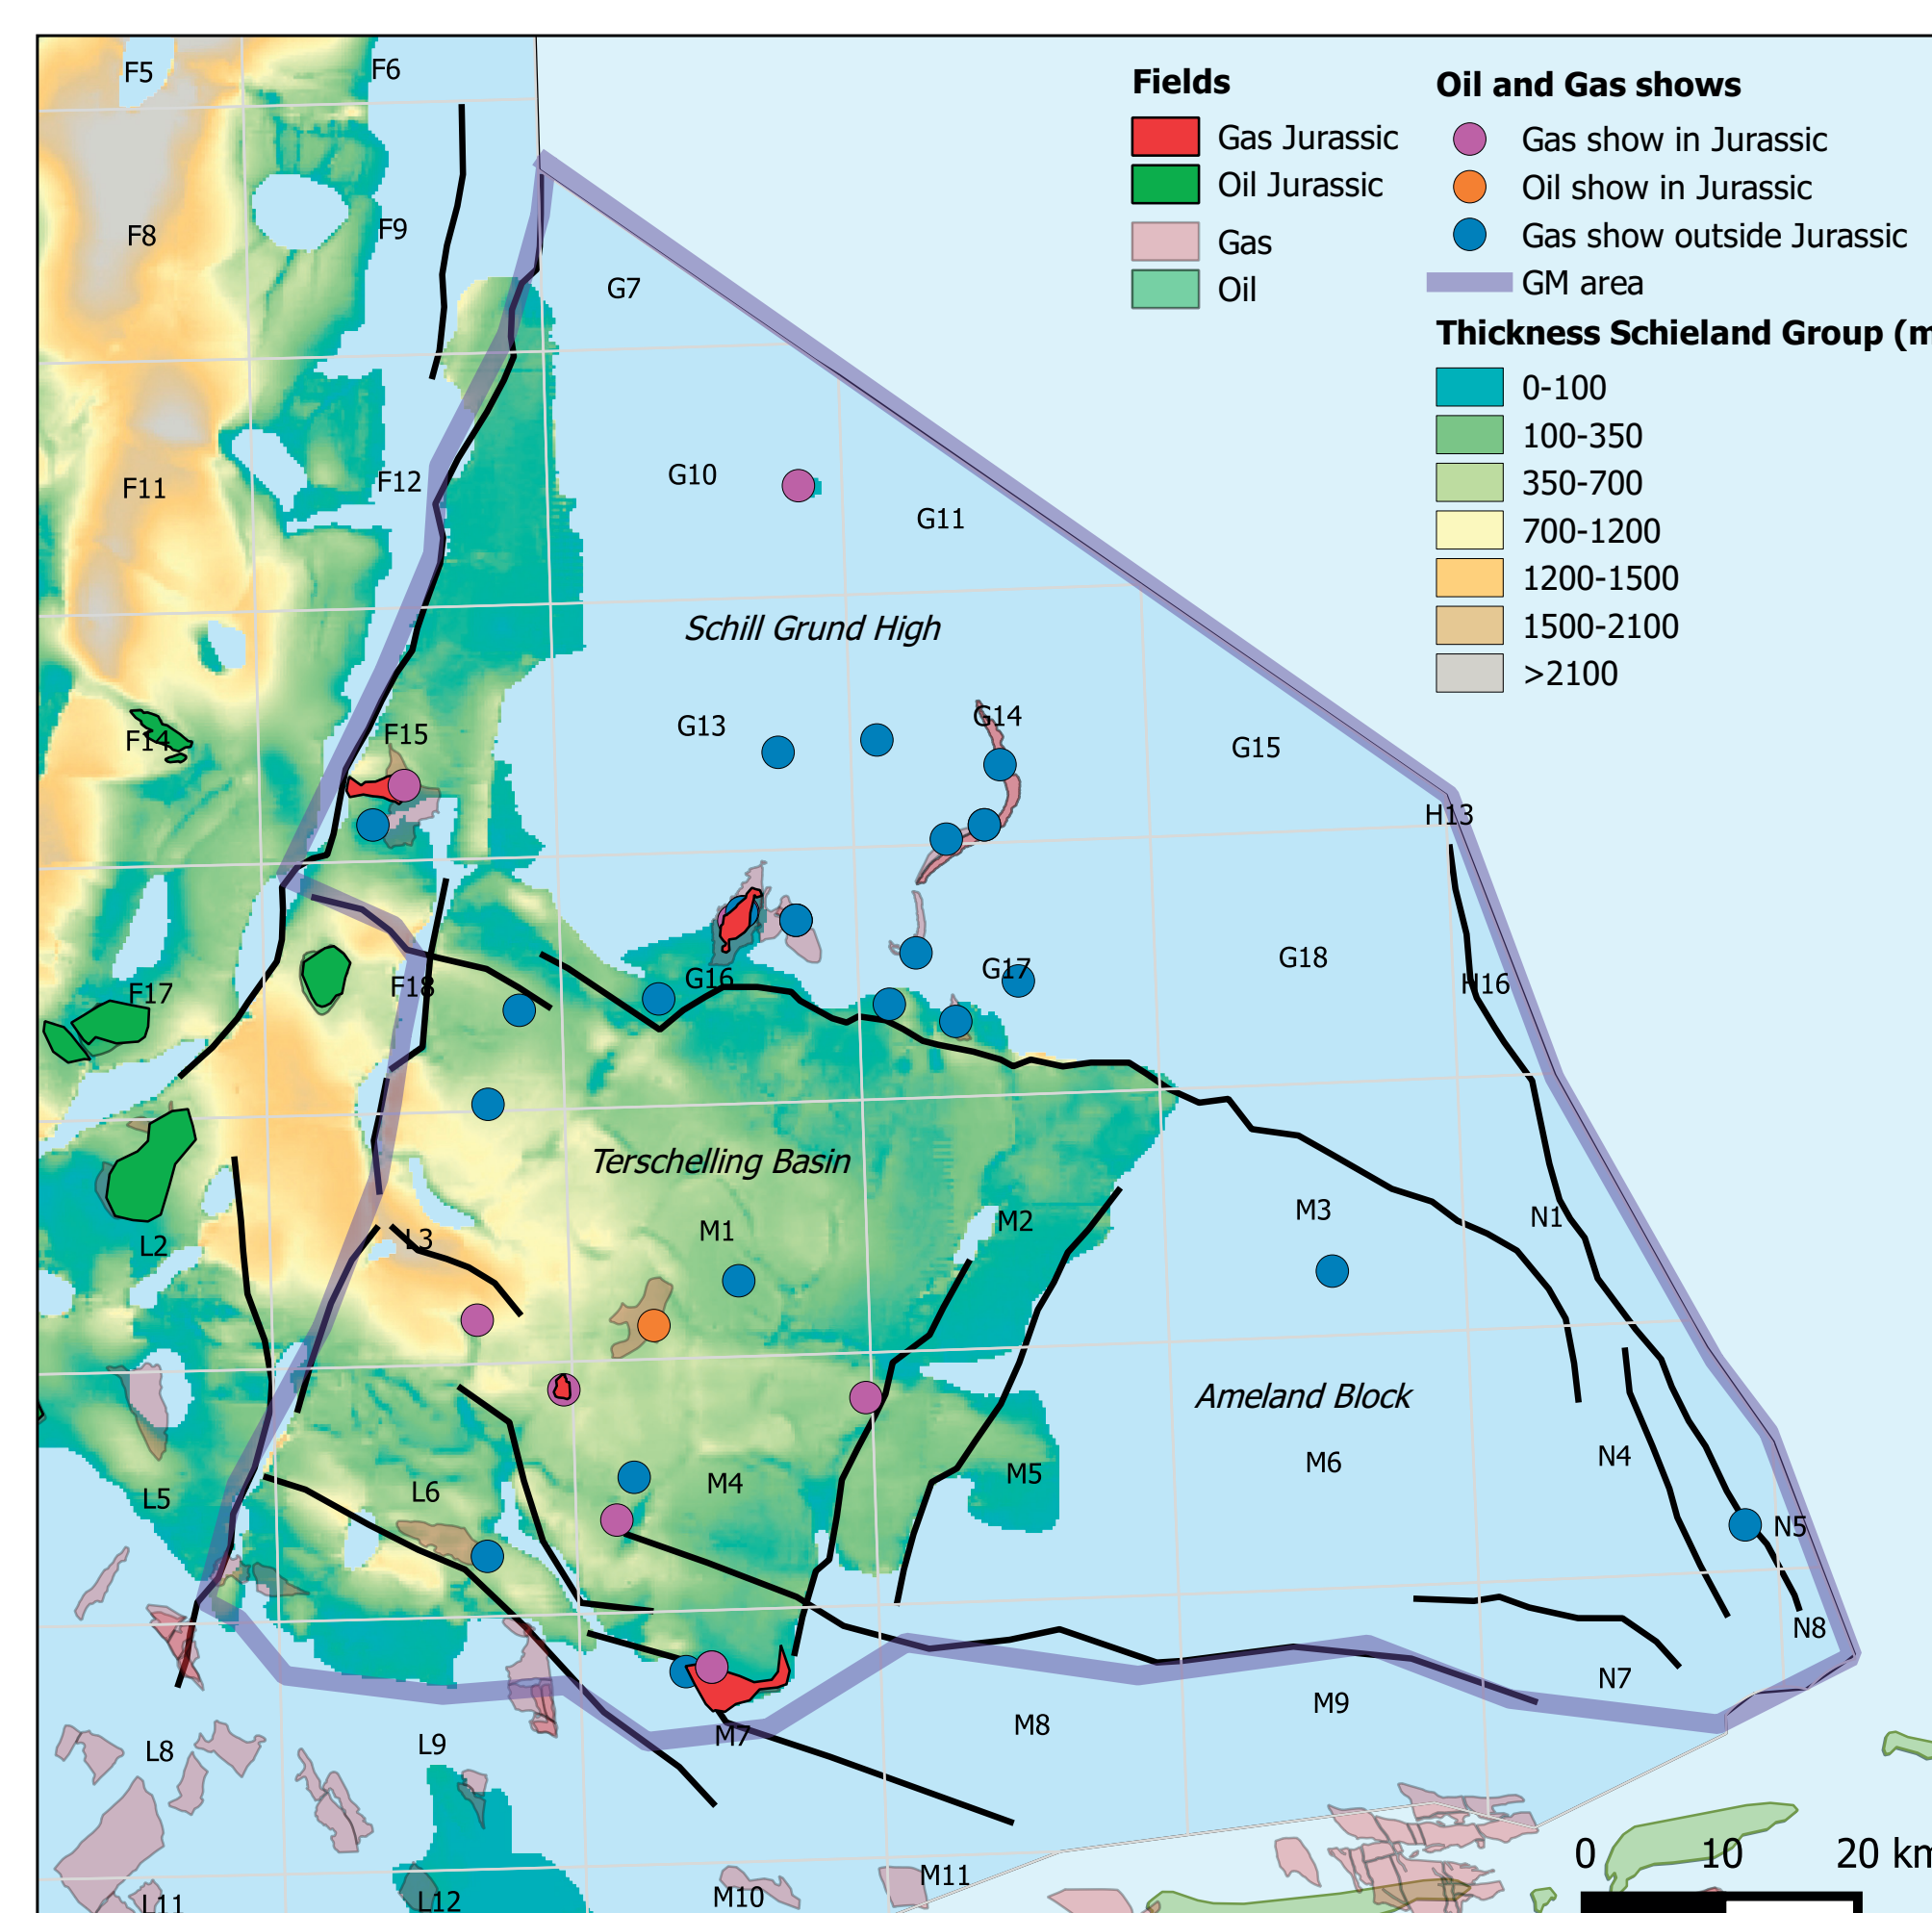 F5
F6
Fields
Oil and Gas shows
Gas Jurassic
Gas show in Jurassic
Oil Jurassic
Oil show in Jurassic
F8
F9
Gas
Gas show outside Jurassic
G7
Oil
GM area
Thickness Schieland Group (m
0-100
100-350
F11
F12
G10
G11
350-700
700-1200
1200-1500
Schill Grund High
1500-2100
>2100
F14
F15
G13
G14
G15
H13
F17
F18
G16
G17
G18
H16
Terschelling Basin
L2
L3
M1
M2
M3
N1
Ameland Block
L5
L6
M4
M5
M6
N4
N5
N8
L8
L9
M7
M8
M9
N7
0 10 20 km
L11
L12
M10
M11